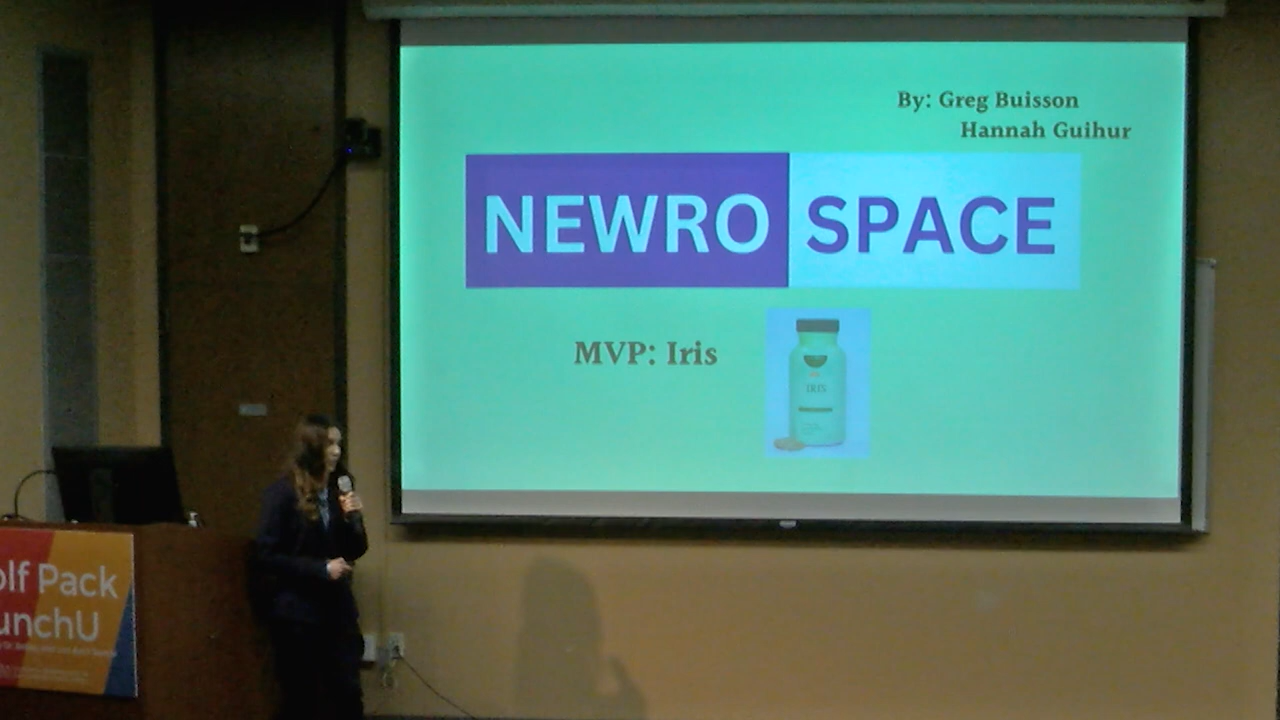 By: Greg Buisson
Hannah Guihur
NEWRO SPACE
MVP: Iris
IRIS
olf Pack
unchU